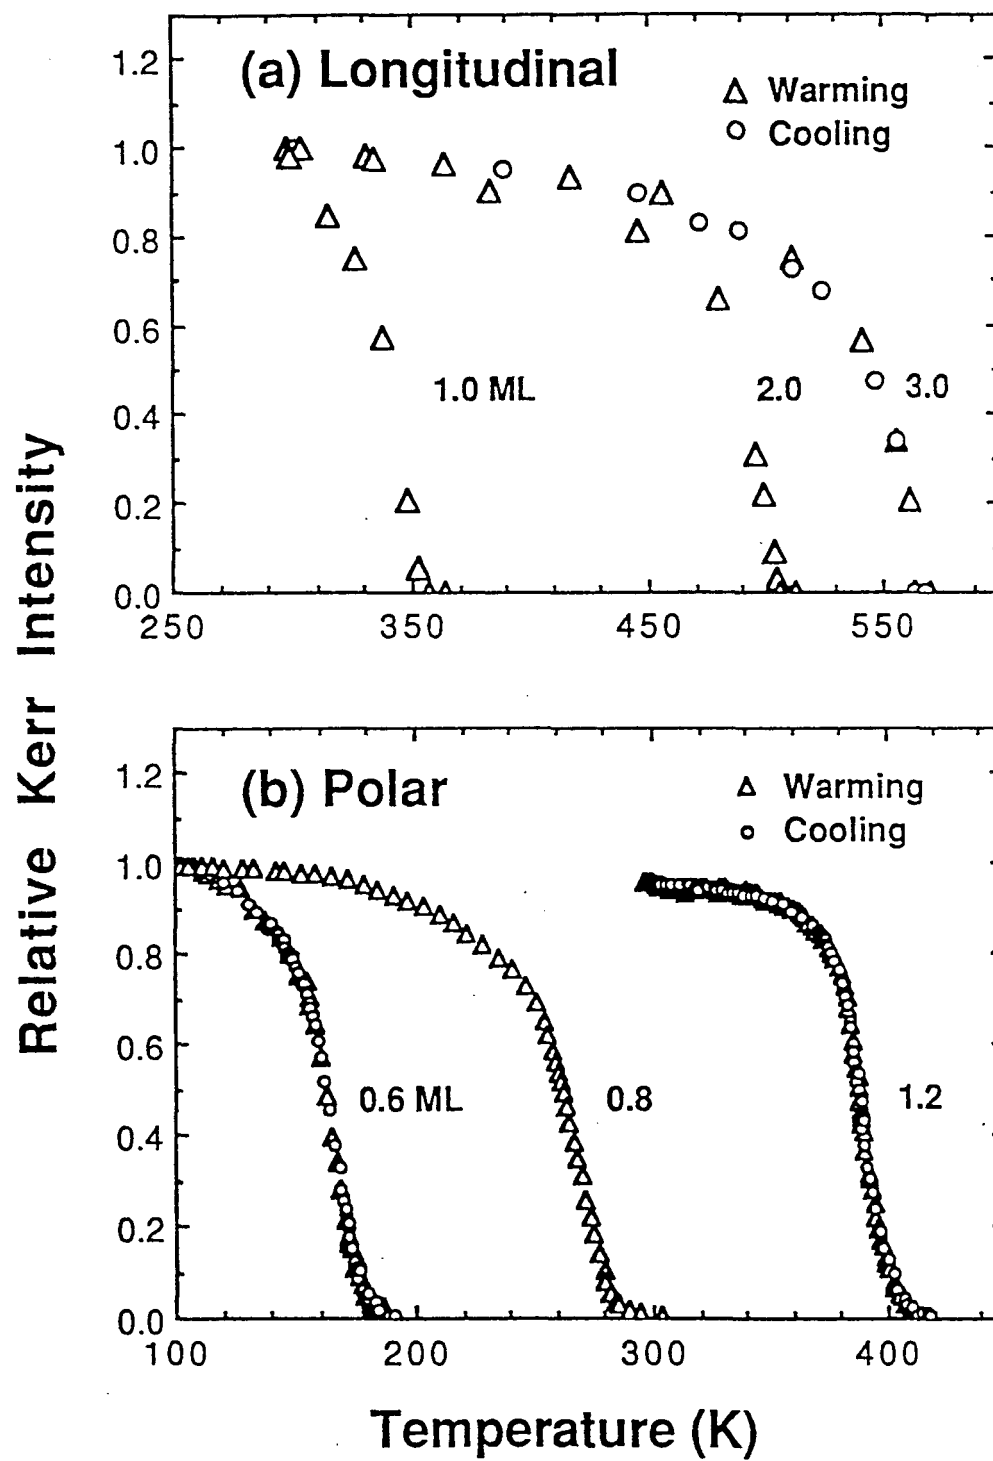 (a) Longitudinal
Warming
Cooling
1.2
1.0
0.8
0.6
0.4
0.2
0.0
1.0 ML
2.0
3.0
250
350
450
550
Relative Kerr Intensity
(b) Polar
Warming
Cooling
1.2
1.0
0.8
0.6
0.4
0.2
0.0
0.6 ML
0.8
1.2
100
200
300
400
Temperature (K)